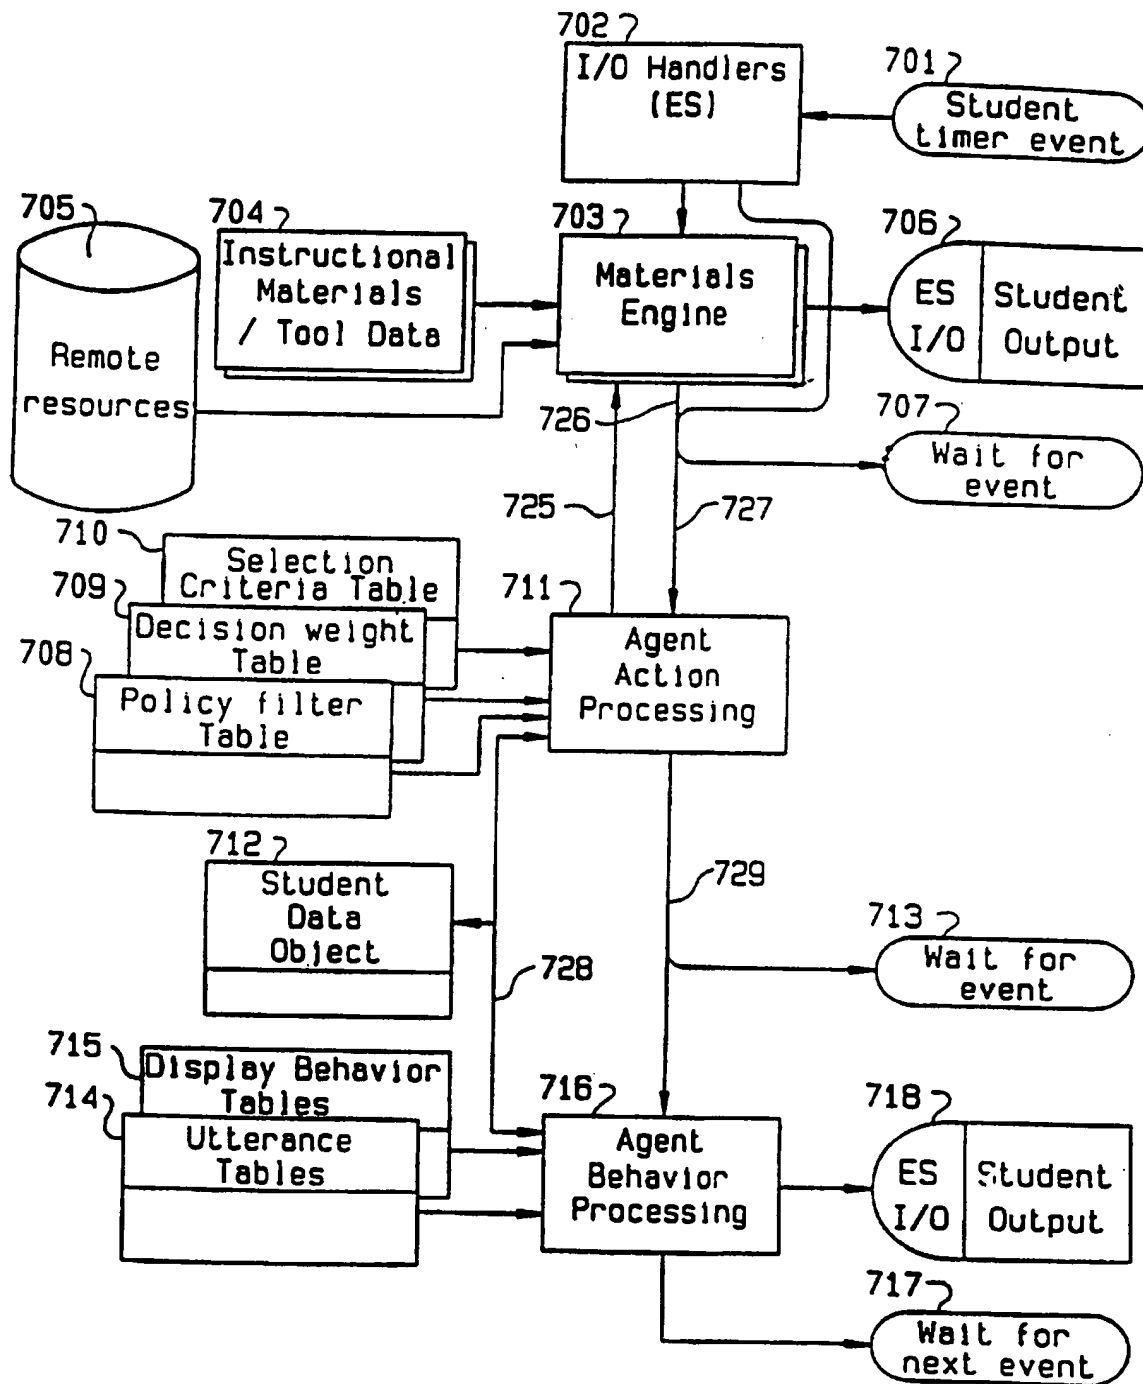 702
I/O Handlers
(ES)
701
Student
timer event
705
Remote
resources
704
Instructional
Materials
/ Tool Data
703
Materials
Engine
706
ES
I/O
Student
Output
726
707
Wait for
event
725
727
710
Selection
Criteria Table
709
Decision weight
Table
708
Policy filter
Table
711
Agent
Action
Processing
712
Student
Data
Object
728
729
713
Wait for
event
715
Display Behavior
Tables
714
Utterance
Tables
716
Agent
Behavior
Processing
718
ES
I/O
Student
Output
717
Wait for
next event